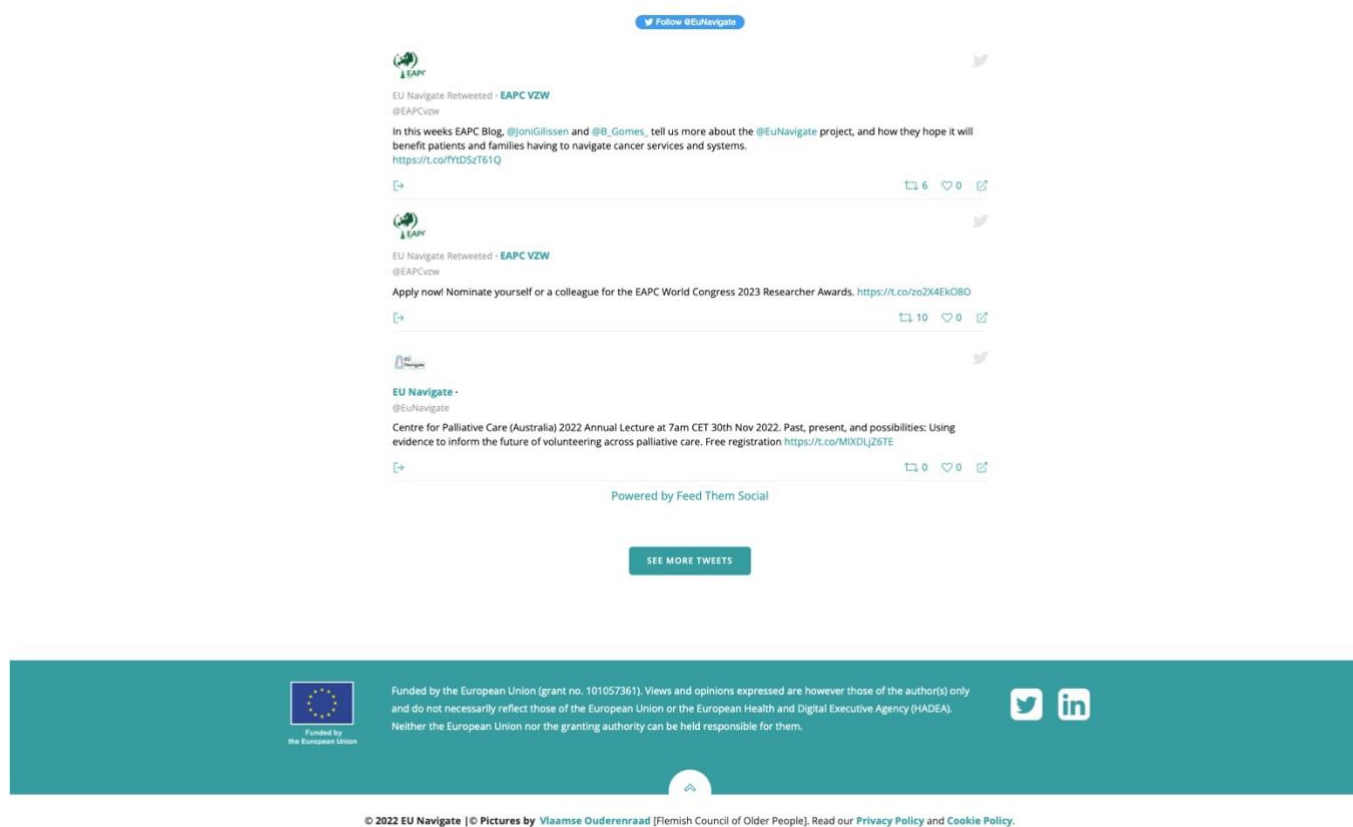 Follow @EuNavigate
EAPC
EU Navigate Retweeted · EAPC VZW
@EAPCvzw
In this weeks EAPC Blog, @JoniGilissen and @B_Gomes_ tell us more about the @EuNavigate project, and how they hope it will
benefit patients and families having to navigate cancer services and systems.
https://t.co/fYtDSzT61Q
6 0
EAPC
EU Navigate Retweeted · EAPC VZW
@EAPCvzw
Apply now! Nominate yourself or a colleague for the EAPC World Congress 2023 Researcher Awards. https://t.co/zo2X4EkO8O
10 0
EU
Navigate
EU Navigate ·
@EuNavigate
Centre for Palliative Care (Australia) 2022 Annual Lecture at 7am CET 30th Nov 2022. Past, present, and possibilities: Using
evidence to inform the future of volunteering across palliative care. Free registration https://t.co/MIXDLjZ6TE
0 0
Powered by Feed Them Social
SEE MORE TWEETS
Funded by the European Union (grant no. 101057361). Views and opinions expressed are however those of the author(s) only
and do not necessarily reflect those of the European Union or the European Health and Digital Executive Agency (HADEA).
Neither the European Union nor the granting authority can be held responsible for them.
Funded by
the European Union
in
© 2022 EU Navigate |© Pictures by Vlaamse Ouderenraad [Flemish Council of Older People]. Read our Privacy Policy and Cookie Policy.